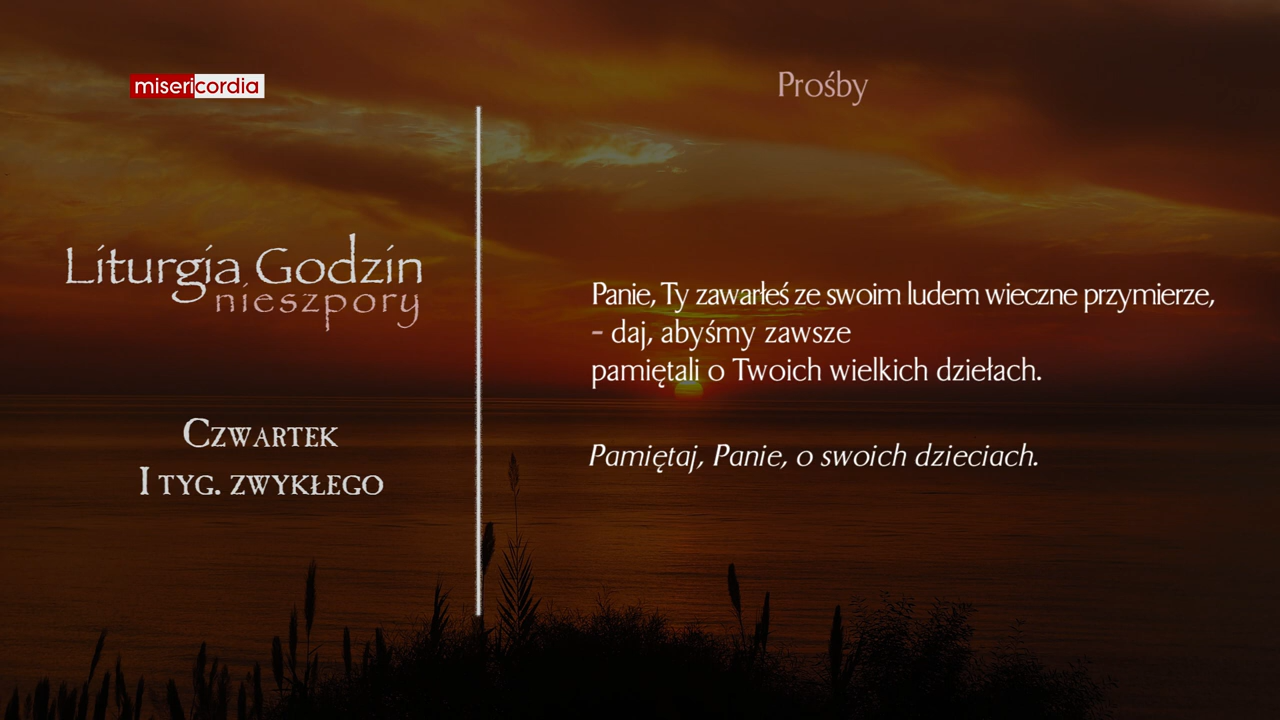 misericordia
Prośby
Liturgia Godzin
nieszpory
Panie, Ty zawarłeś ze swoim ludem wieczne przymierze,
- daj, abyśmy zawsze
pamiętali o Twoich wielkich dziełach.
Czwartek
I tyg. zwykłego
Pamiętaj, Panie, o swoich dzieciach.